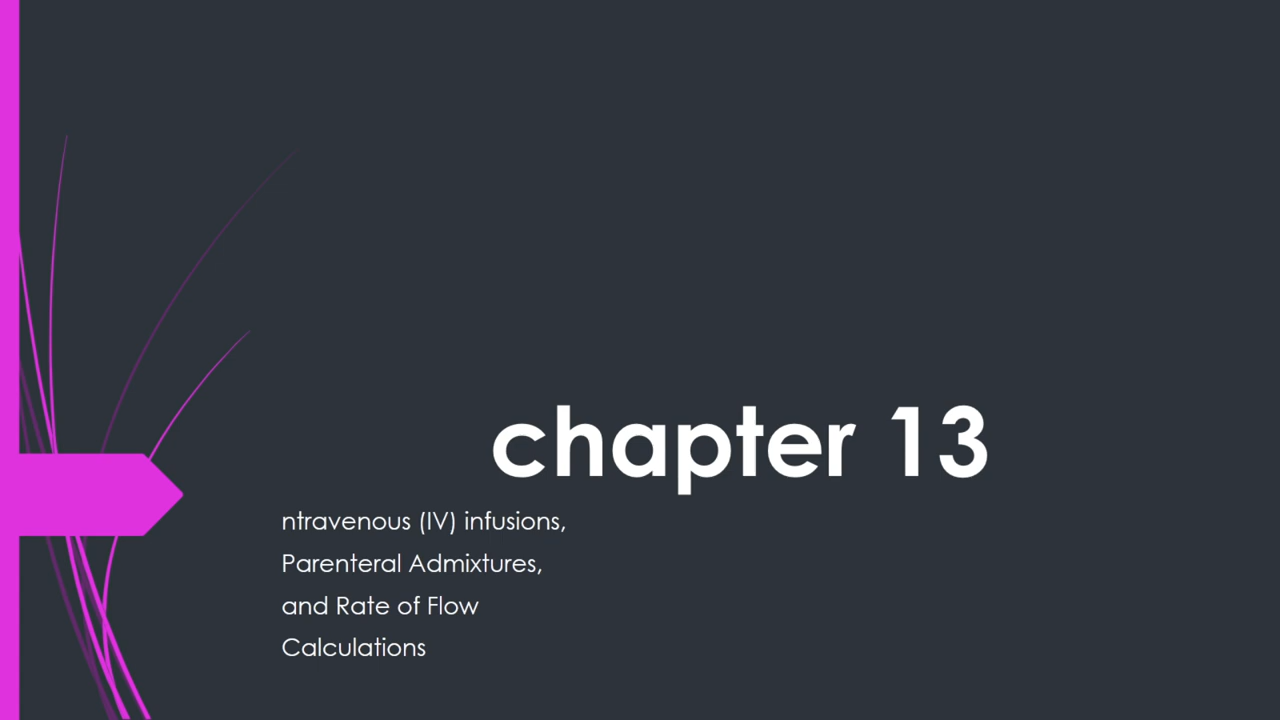 chapter 13
ntravenous (IV) infusions,
Parenteral Admixtures,
and Rate of Flow
Calculations